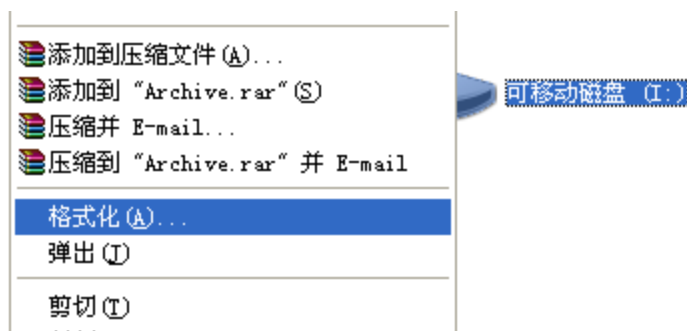 添加到压缩文件(A)...
添加到 "Archive.rar"(S)
压缩并 E-mail...
压缩到 "Archive.rar" 并 E-mail
格式化(A)...
弹出(J)
剪切(T)
可移动磁盘 (I:)